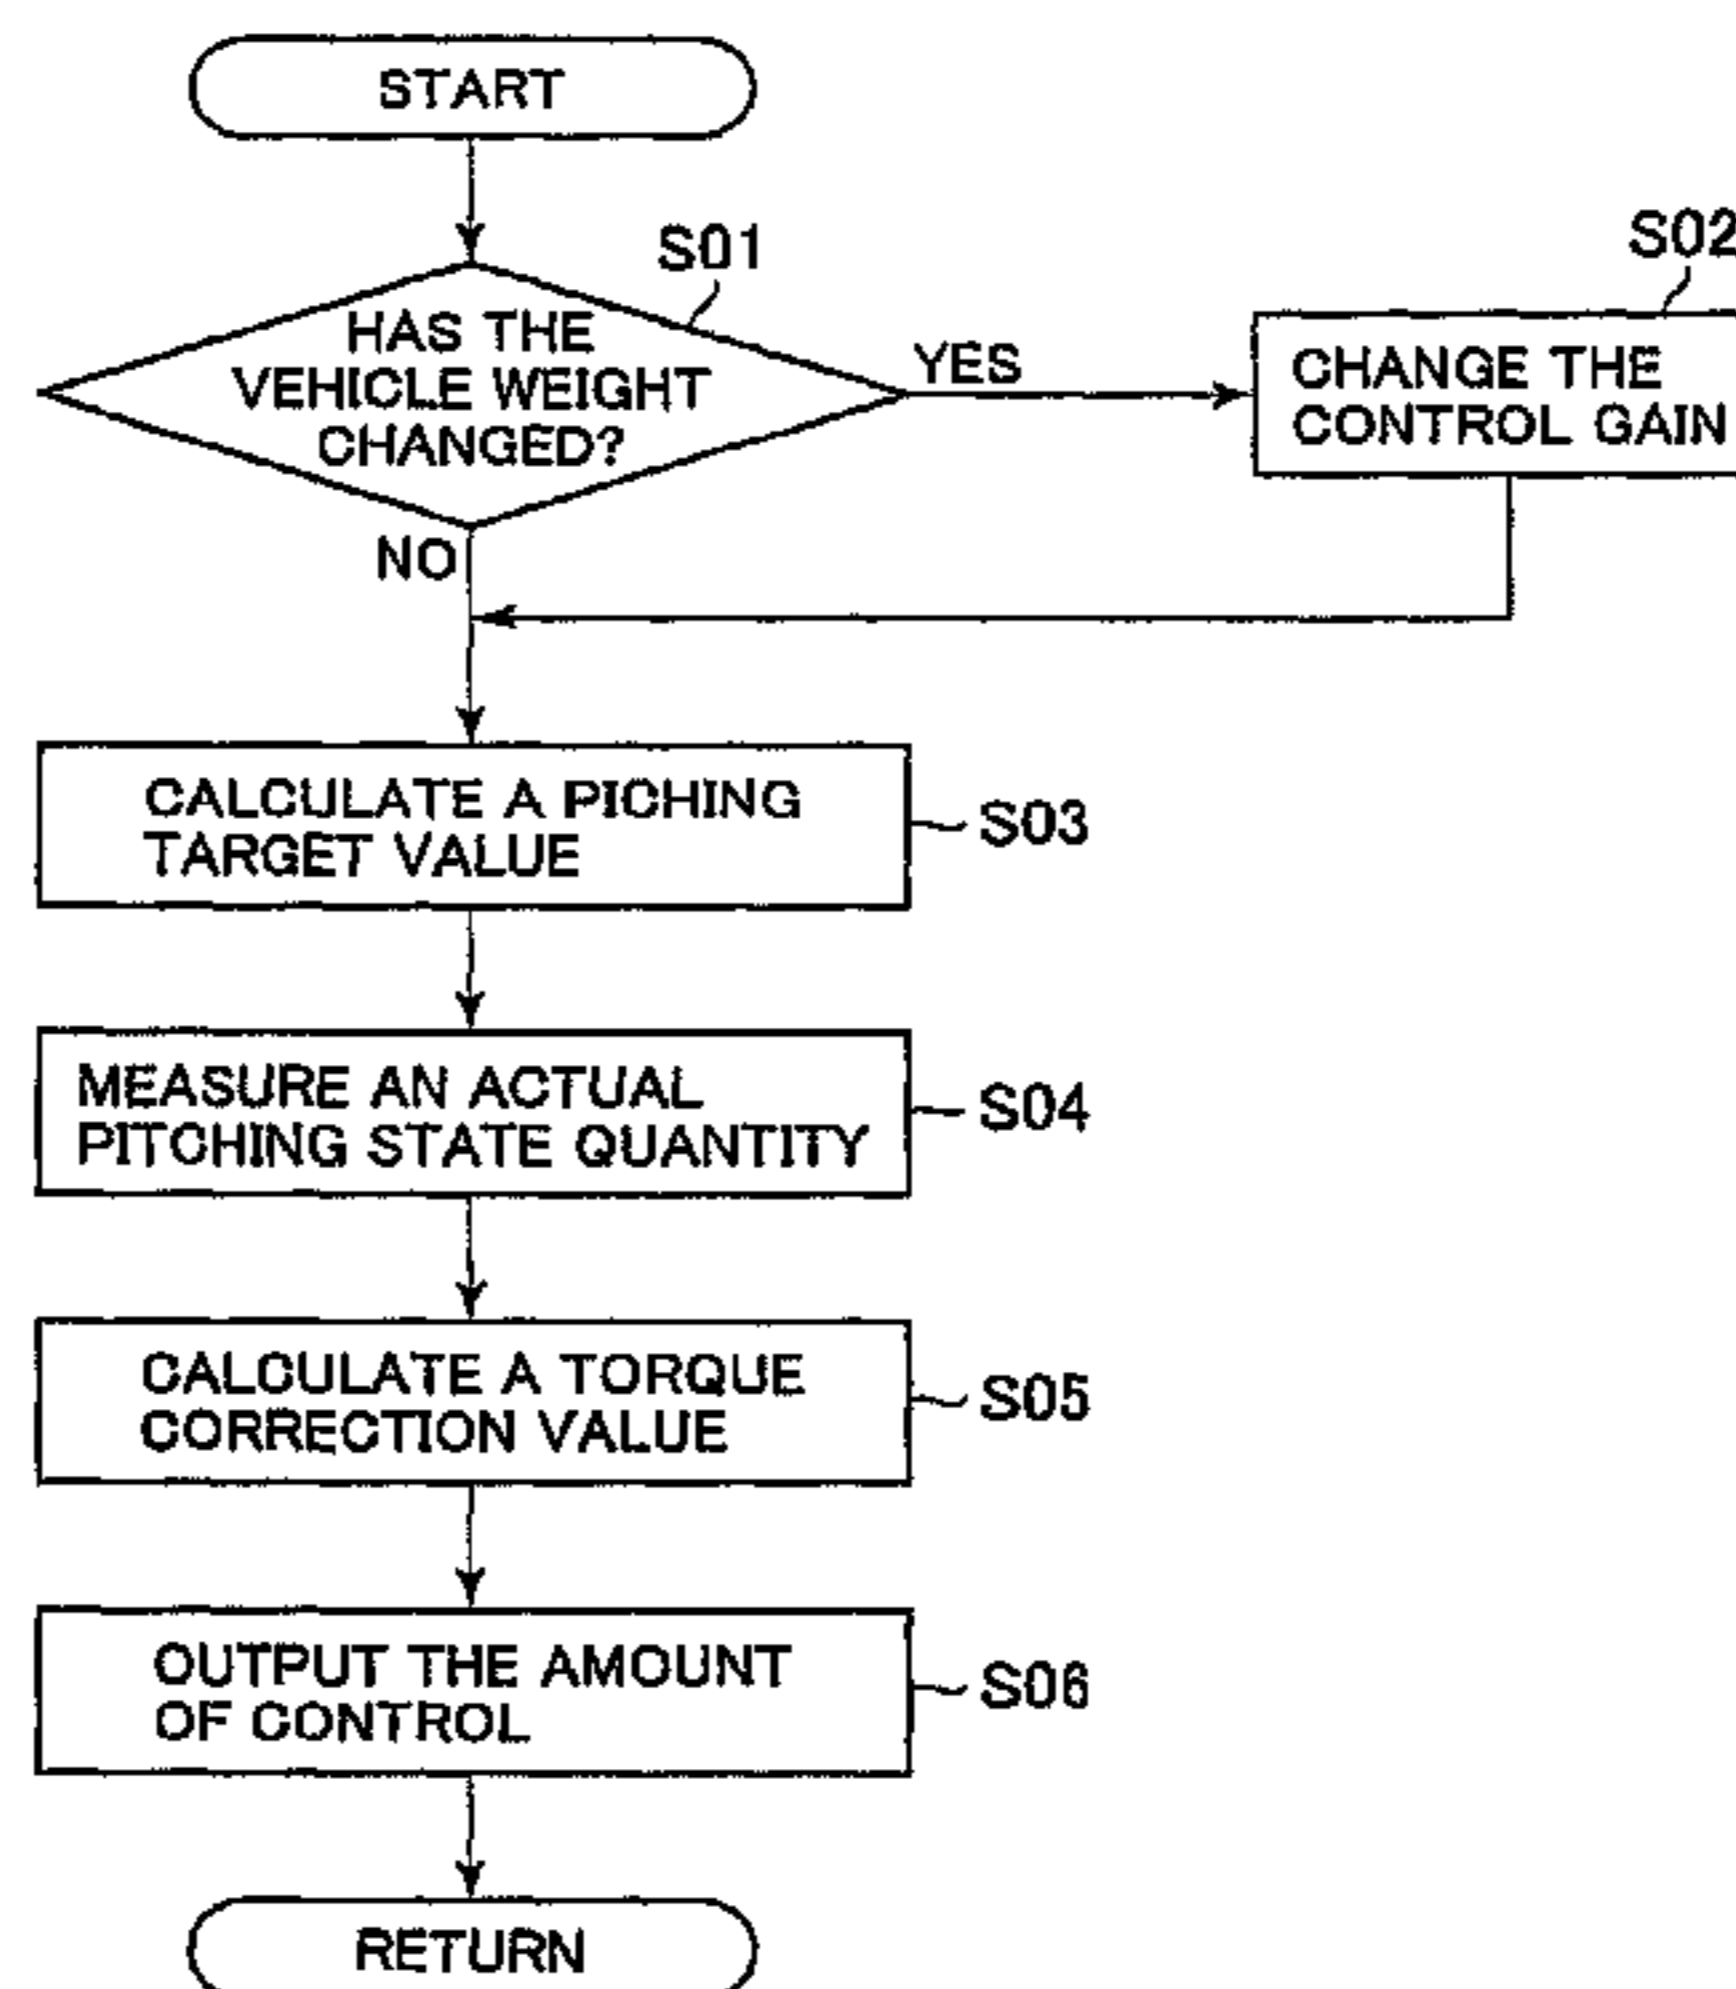 START
S01
HAS THE
VEHICLE WEIGHT
CHANGED?
YES
S02
CHANGE THE
CONTROL GAIN
NO
CALCULATE A PICHING
TARGET VALUE
S03
MEASURE AN ACTUAL
PITCHING STATE QUANTITY
S04
CALCULATE A TORQUE
CORRECTION VALUE
S05
OUTPUT THE AMOUNT
OF CONTROL
S06
RETURN